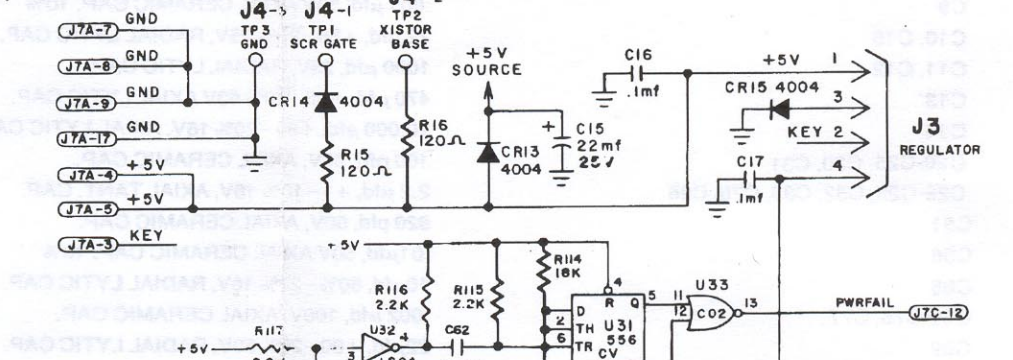 J4-3 J4-1
TP3 TP1 TP2
GND SCR GATE XISTOR BASE
J7A-7 GND
J7A-8 GND
J7A-9 GND
J7A-17 GND
J7A-4 +5V
J7A-5 +5V
J7A-3 KEY
CR14 4004
R15
120Ω
R16
120Ω
+5V
SOURCE
CR13
4004
+ C15
22mf
25V
C16
.1mf
+5V 1
CR15 4004
3
KEY 2
4
C17
.1mf
J3
REGULATOR
+5V
R116
2.2K
R115
2.2K
R114
18K
4
R Q 5
D
2 TH
6 TR
U31
556
CV
11
12
U33
C02
13
PWRFAIL
J7C-12
R117
+5V
U32
3
4
C62